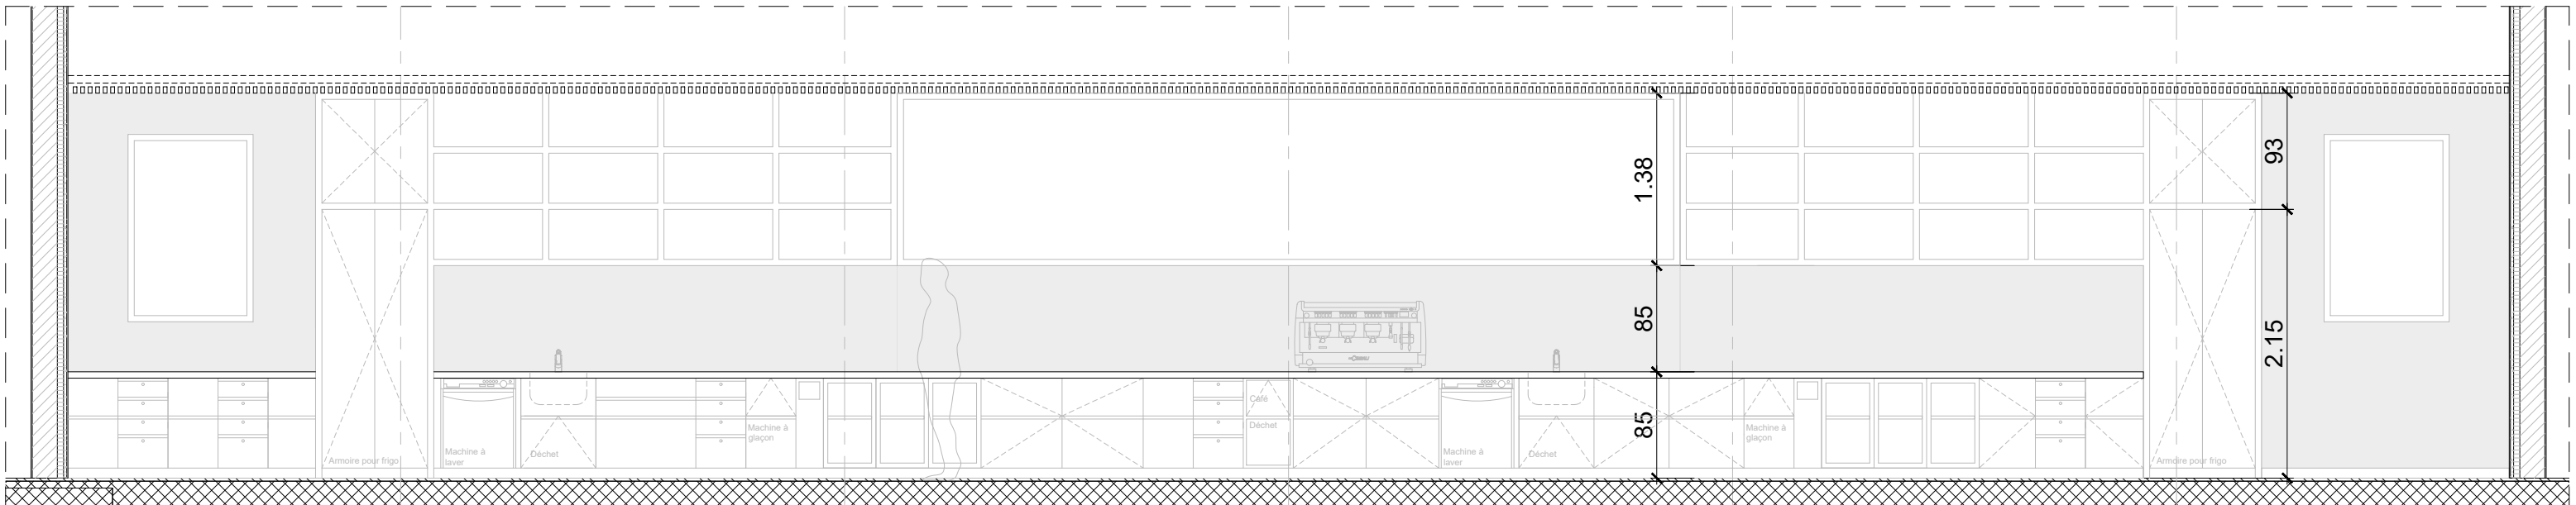 93
1.38
85
2.15
Café
Machine à
glaçon
Déchet
85
Machine à
glaçon
Machine à
laver
Déchet
Machine à
laver
Déchet
Armoire pour frigo
Armoire pour frigo